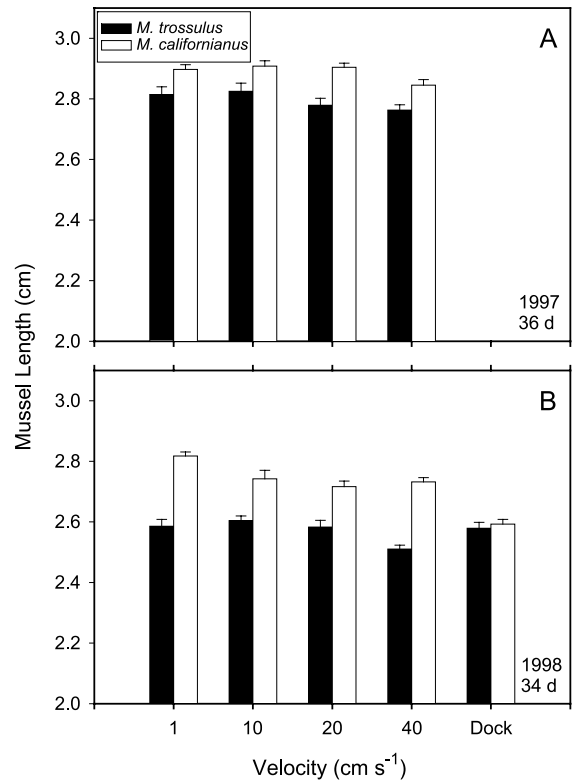 M. trossulus
M. californianus
A
3.0
2.8
2.6
2.4
2.2
2.0
1997
36 d
Mussel Length (cm)
B
3.0
2.8
2.6
2.4
2.2
2.0
1998
34 d
1 10 20 40 Dock
Velocity (cm s⁻¹)